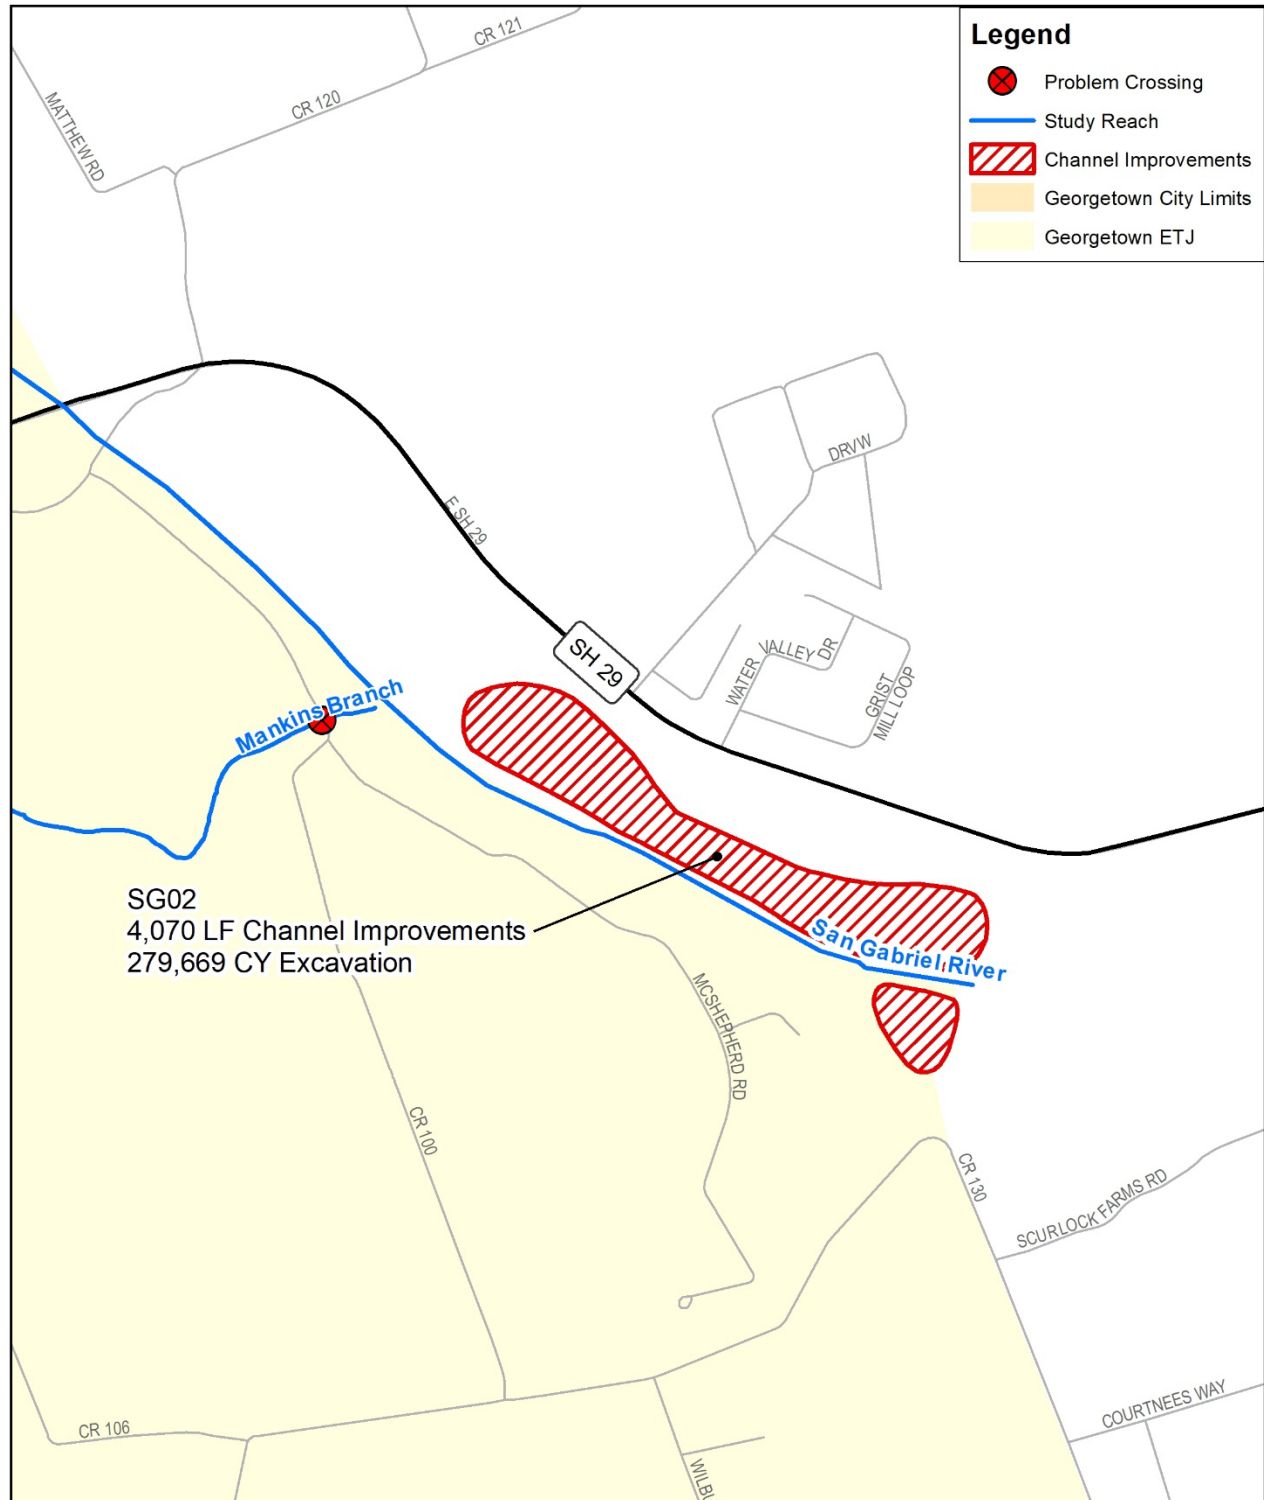 Legend
Problem Crossing
Study Reach
Channel Improvements
Georgetown City Limits
Georgetown ETJ
CR 121
CR 120
MATTHEW RD
DRVW
E SH 29
SH 29
WATER VALLEY DR
GRIST
MILL LOOP
Mankins Branch
SG02
4,070 LF Channel Improvements
279,669 CY Excavation
San Gabriel River
MCSHEPHERD RD
CR 100
CR 130
SCURLOCK FARMS RD
COURTNEES WAY
CR 106